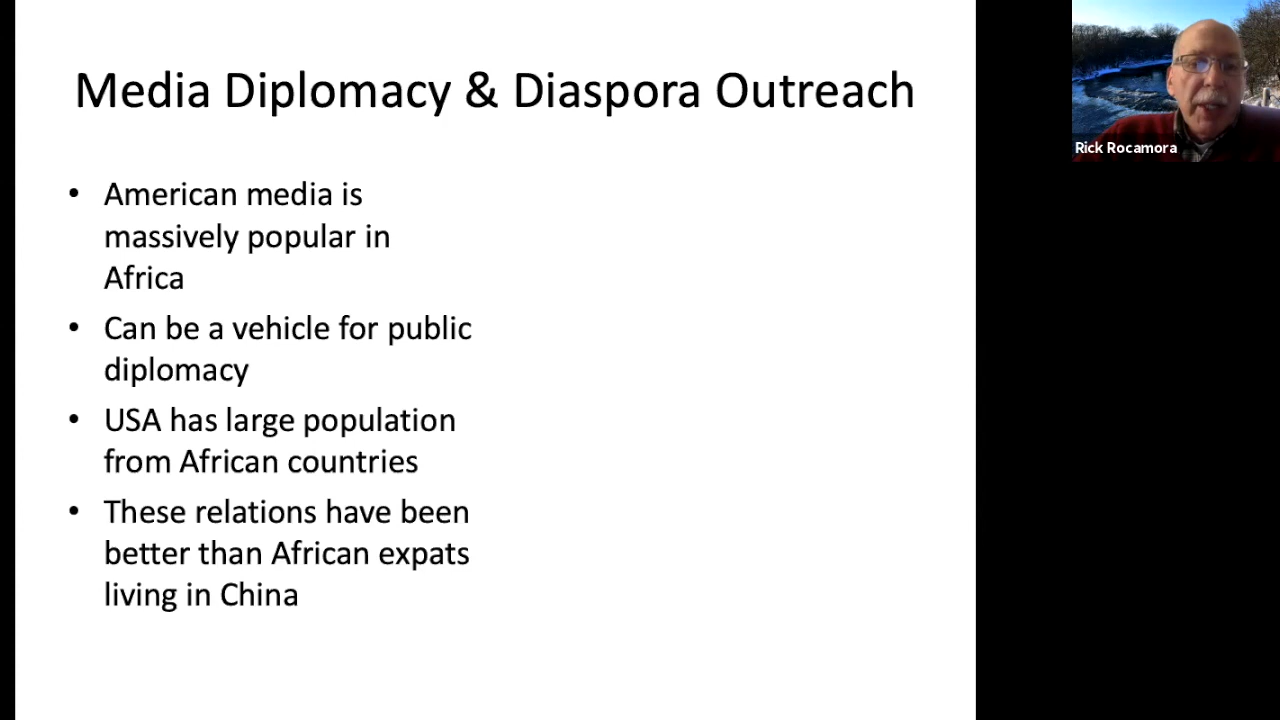 Media Diplomacy & Diaspora Outreach
• American media is
massively popular in
Africa
• Can be a vehicle for public
diplomacy
• USA has large population
from African countries
• These relations have been
better than African expats
living in China
Rick Rocamora